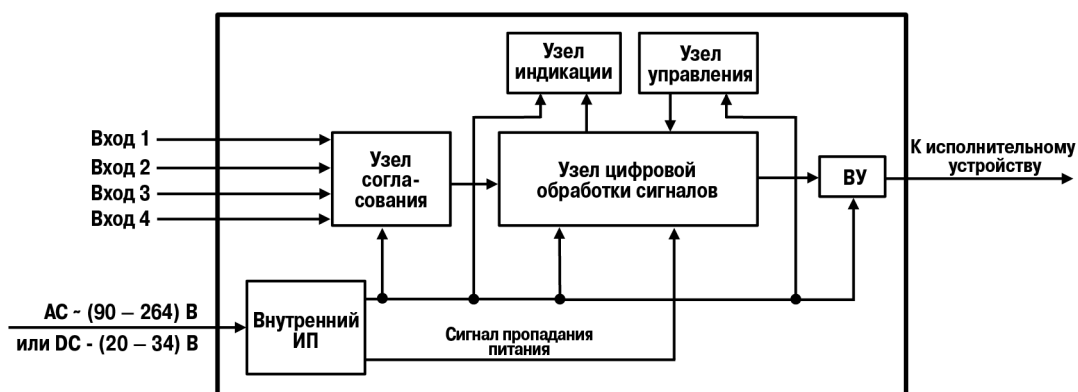 Узел
индикации
Узел
управления
Вход 1
Вход 2
Вход 3
Вход 4
Узел
согла-
сования
Узел цифровой
обработки сигналов
ВУ
К исполнительному
устройству
AC ~ (90 – 264) В
или DC - (20 – 34) В
Внутренний
ИП
Сигнал пропадания
питания